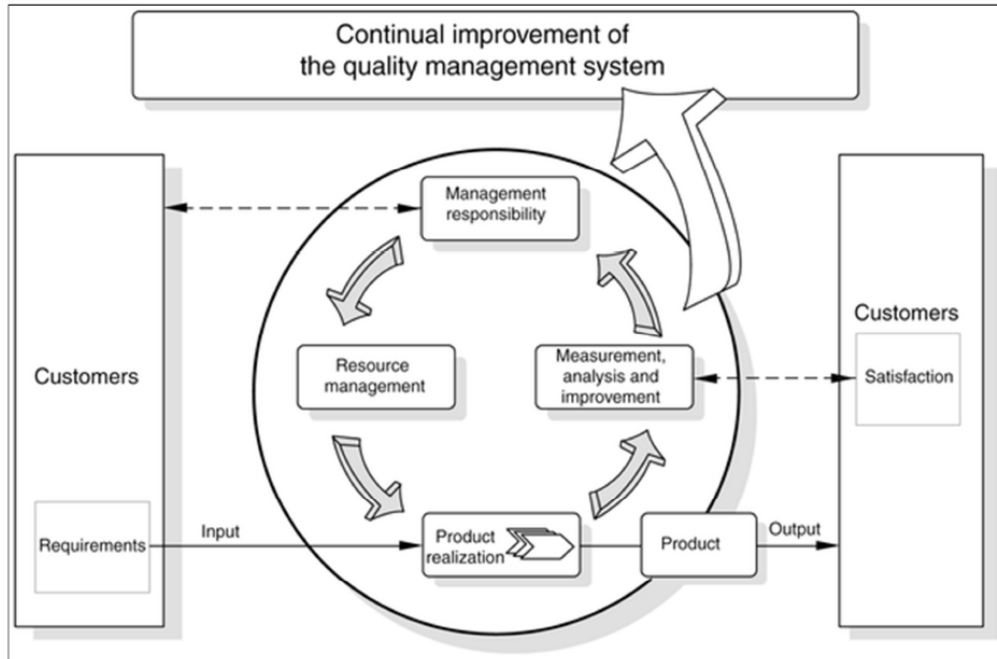 Continual improvement of
the quality management system
Management
responsibility
Customers
Resource
management
Measurement,
analysis and
improvement
Customers
Satisfaction
Requirements
Input
Product
realization
Product
Output